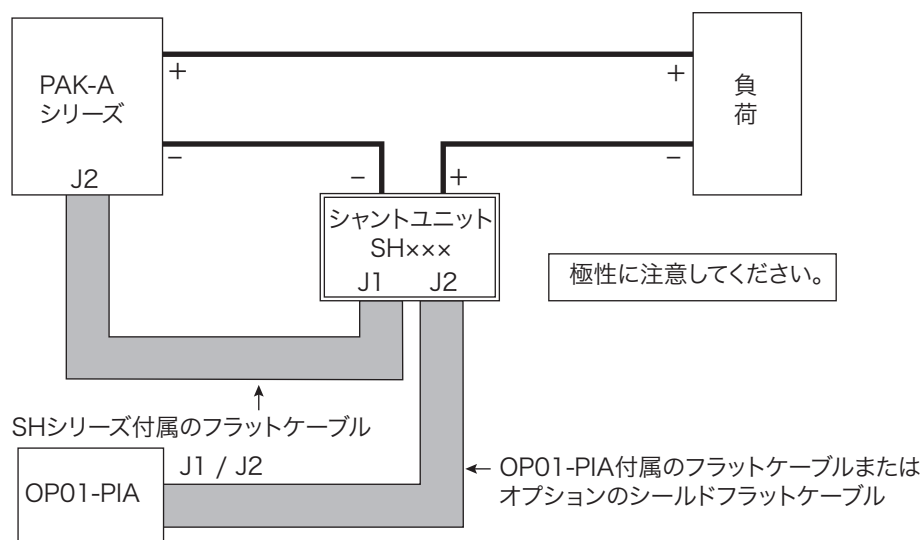 PAK-A
シリーズ
J2
+
−
+
−
負
荷
−
+
シャントユニット
SH×××
J1 J2
極性に注意してください。
SHシリーズ付属のフラットケーブル
J1 / J2
OP01-PIA
OP01-PIA付属のフラットケーブルまたは
オプションのシールドフラットケーブル